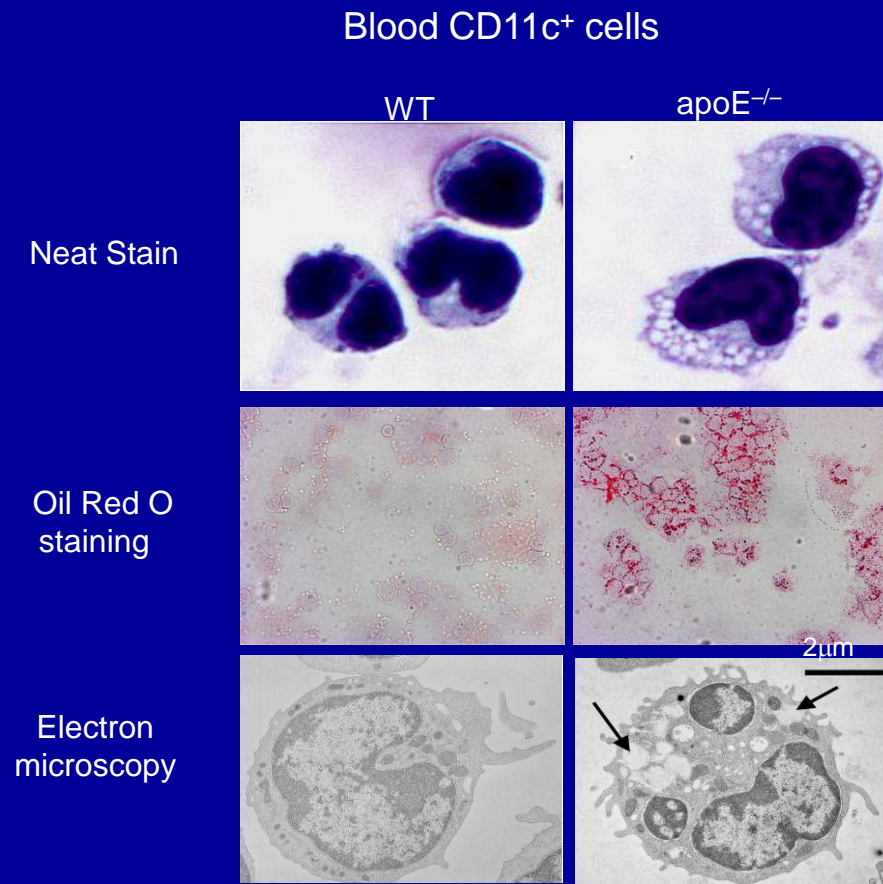 Blood CD11c⁺ cells
WT
apoE⁻/⁻
Neat Stain
Oil Red O
staining
2μm
Electron
microscopy